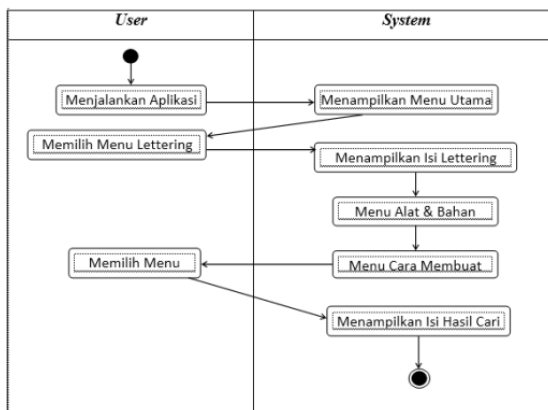 User
System
Menjalankan Aplikasi
Menampilkan Menu Utama
Memilih Menu Lettering
Menampilkan Isi Lettering
Menu Alat & Bahan
Memilih Menu
Menu Cara Membuat
Menampilkan Isi Hasil Cari